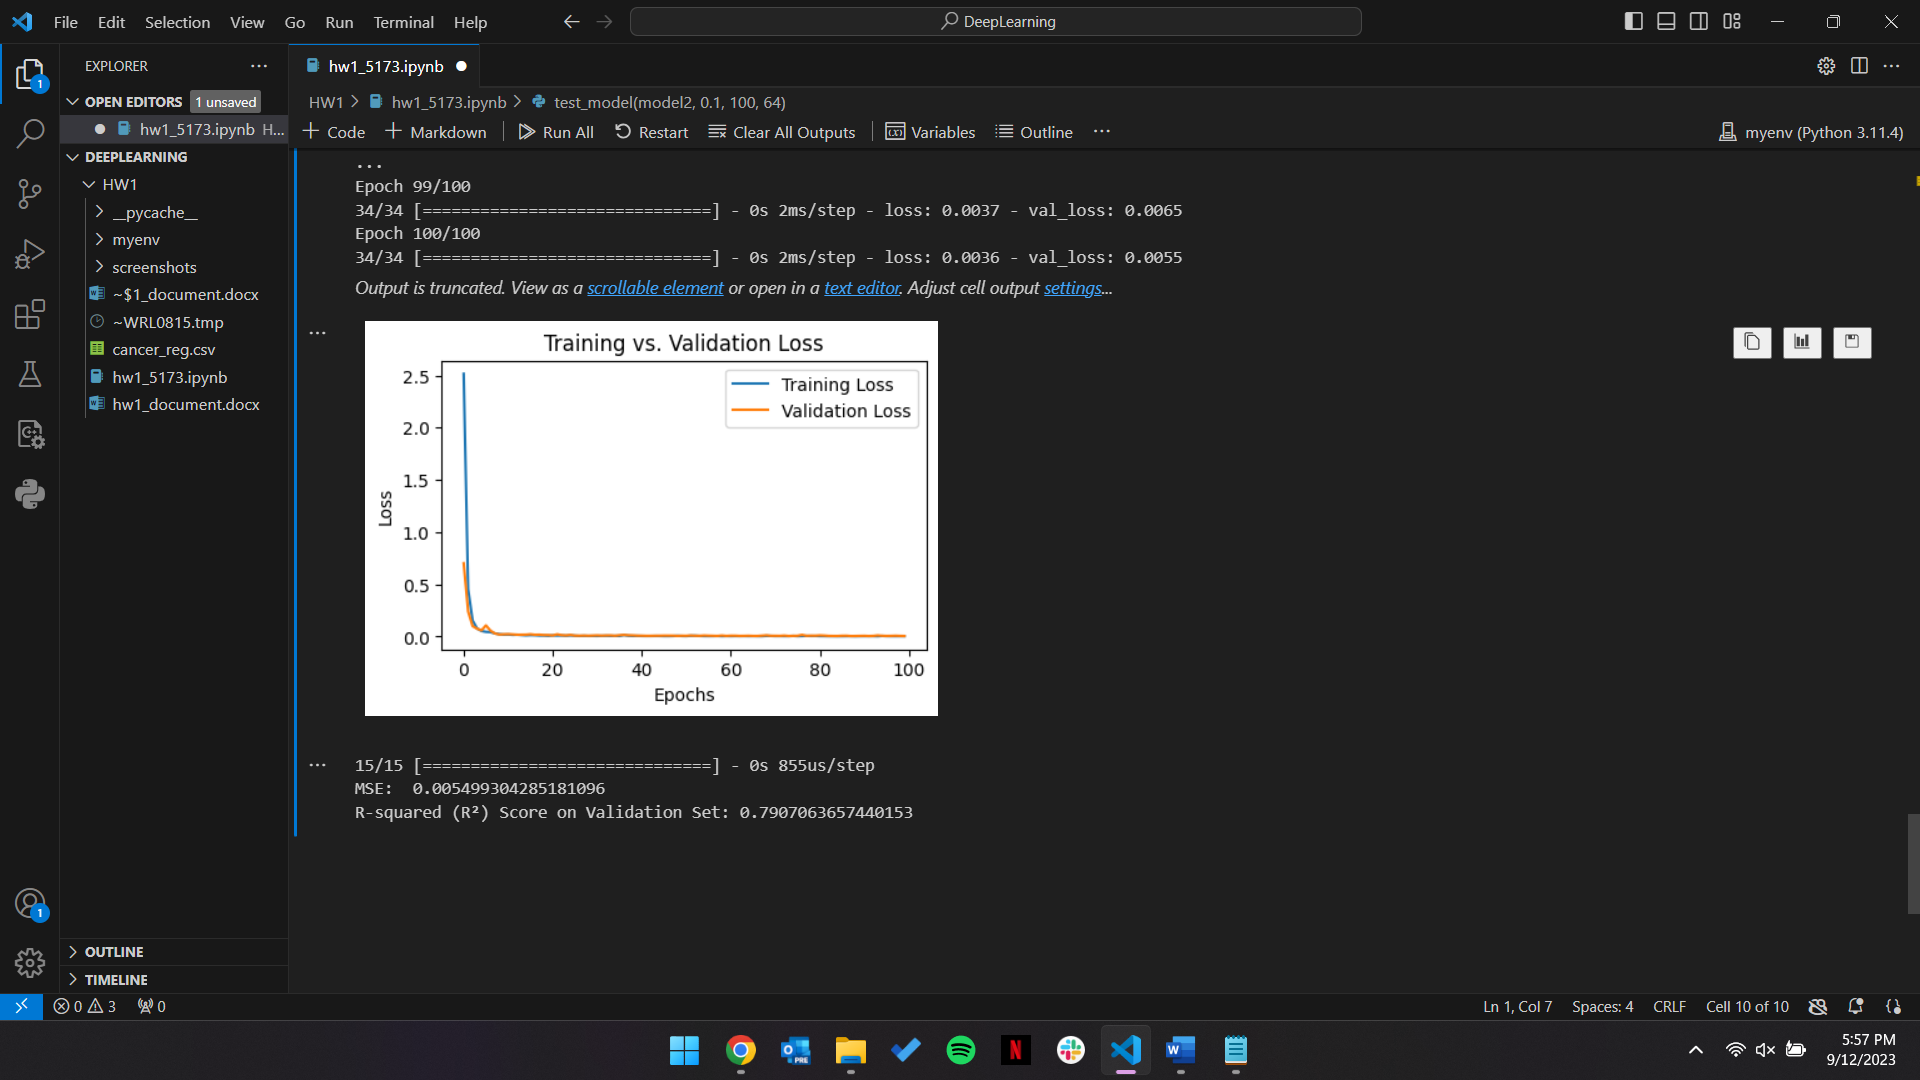 File Edit Selection View Go Run Terminal Help
DeepLearning
EXPLORER
OPEN EDITORS 1 unsaved
hw1_5173.ipynb H...
DEEPLEARNING
HW1
__pycache__
myenv
screenshots
~$1_document.docx
~WRL0815.tmp
cancer_reg.csv
hw1_5173.ipynb
hw1_document.docx
OUTLINE
TIMELINE
hw1_5173.ipynb
HW1 > hw1_5173.ipynb > test_model(model2, 0.1, 100, 64)
+ Code + Markdown Run All Restart Clear All Outputs Variables Outline ...
myenv (Python 3.11.4)
...
Epoch 99/100
34/34 [==============================] - 0s 2ms/step - loss: 0.0037 - val_loss: 0.0065
Epoch 100/100
34/34 [==============================] - 0s 2ms/step - loss: 0.0036 - val_loss: 0.0055
Output is truncated. View as a scrollable element or open in a text editor. Adjust cell output settings...
Training vs. Validation Loss
Training Loss
Validation Loss
2.5
2.0
1.5
1.0
0.5
0.0
Loss
0 20 40 60 80 100
Epochs
15/15 [==============================] - 0s 855us/step
MSE:  0.005499304285181096
R-squared (R²) Score on Validation Set: 0.7907063657440153
1
1
0 3 0
Ln 1, Col 7 Spaces: 4 CRLF Cell 10 of 10
5:57 PM
9/12/2023